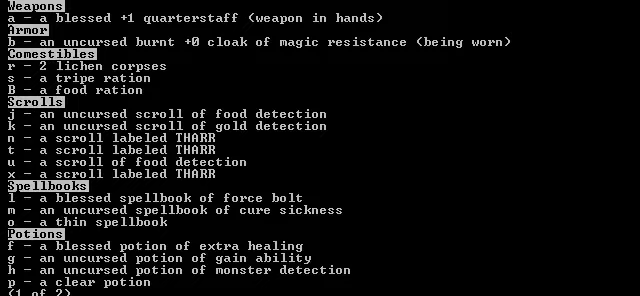 Weapons
a - a blessed +1 quarterstaff (weapon in hands)
Armor
b - an uncursed burnt +0 cloak of magic resistance (being worn)
Comestibles
r - 2 lichen corpses
s - a tripe ration
B - a food ration
Scrolls
j - an uncursed scroll of food detection
k - an uncursed scroll of gold detection
n - a scroll labeled THARR
t - a scroll labeled THARR
u - a scroll of food detection
x - a scroll labeled THARR
Spellbooks
l - a blessed spellbook of force bolt
m - an uncursed spellbook of cure sickness
o - a thin spellbook
Potions
f - a blessed potion of extra healing
g - an uncursed potion of gain ability
h - an uncursed potion of monster detection
p - a clear potion
(1 of 2)